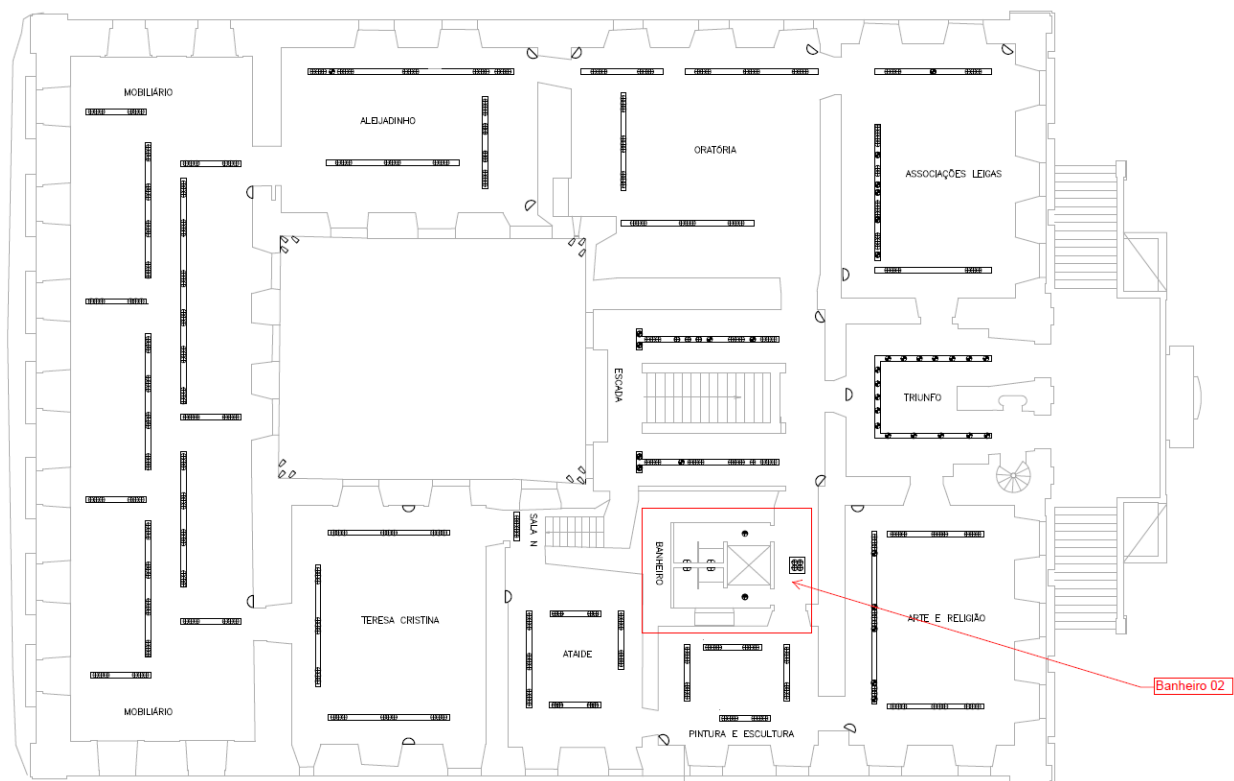 MOBILIÁRIO
ALEIJADINHO
ORATÓRIA
ASSOCIAÇÕES LEIGAS
ESCADA
TRIUNFO
SALA N
BANHEIRO
TERESA CRISTINA
ATAIDE
ARTE E RELIGIÃO
Banheiro 02
MOBILIÁRIO
PINTURA E ESCULTURA